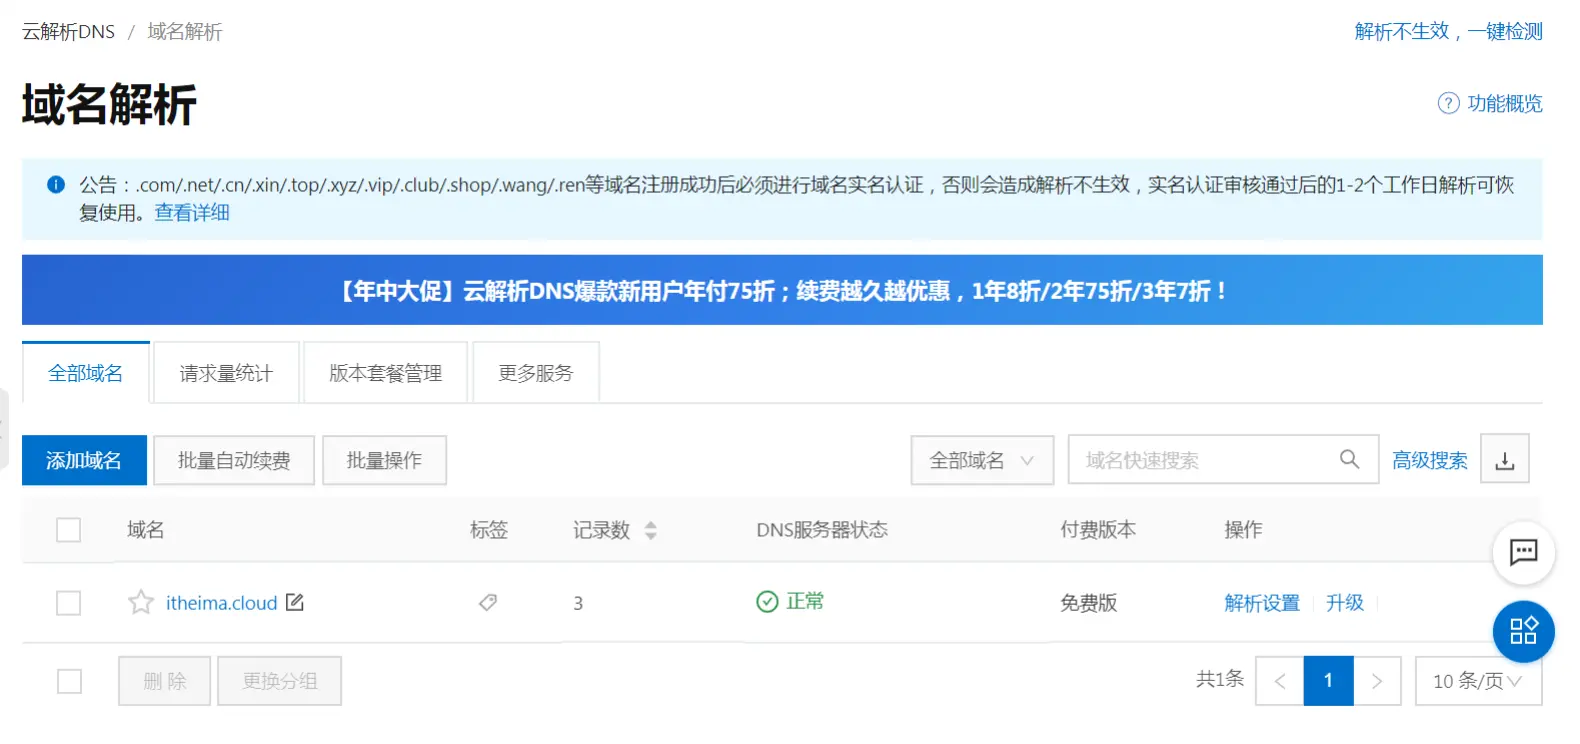 云解析DNS / 域名解析
解析不生效，一键检测
域名解析
功能概览
公告：.com/.net/.cn/.xin/.top/.xyz/.vip/.club/.shop/.wang/.ren等域名注册成功后必须进行域名实名认证，否则会造成解析不生效，实名认证审核通过后的1-2个工作日解析可恢
复使用。查看详细
【年中大促】云解析DNS爆款新用户年付75折；续费越久越优惠，1年8折/2年75折/3年7折！
全部域名 请求量统计 版本套餐管理 更多服务
添加域名 批量自动续费 批量操作 全部域名 域名快速搜索 高级搜索
域名 标签 记录数 DNS服务器状态 付费版本 操作
itheima.cloud 3 正常 免费版 解析设置 升级
删除 更换分组 共1条 < 1 > 10 条/页